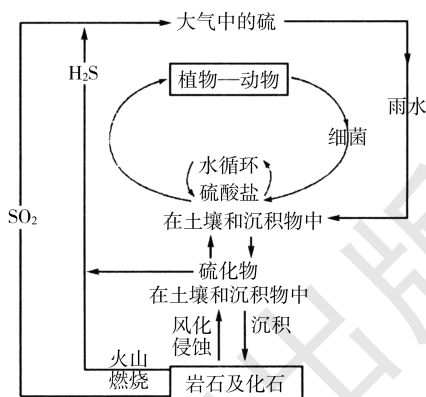 大气中的硫
H₂S
植物—动物
雨水
细菌
水循环
硫酸盐
SO₂
在土壤和沉积物中
硫化物
在土壤和沉积物中
风化
侵蚀
沉积
火山
燃烧
岩石及化石